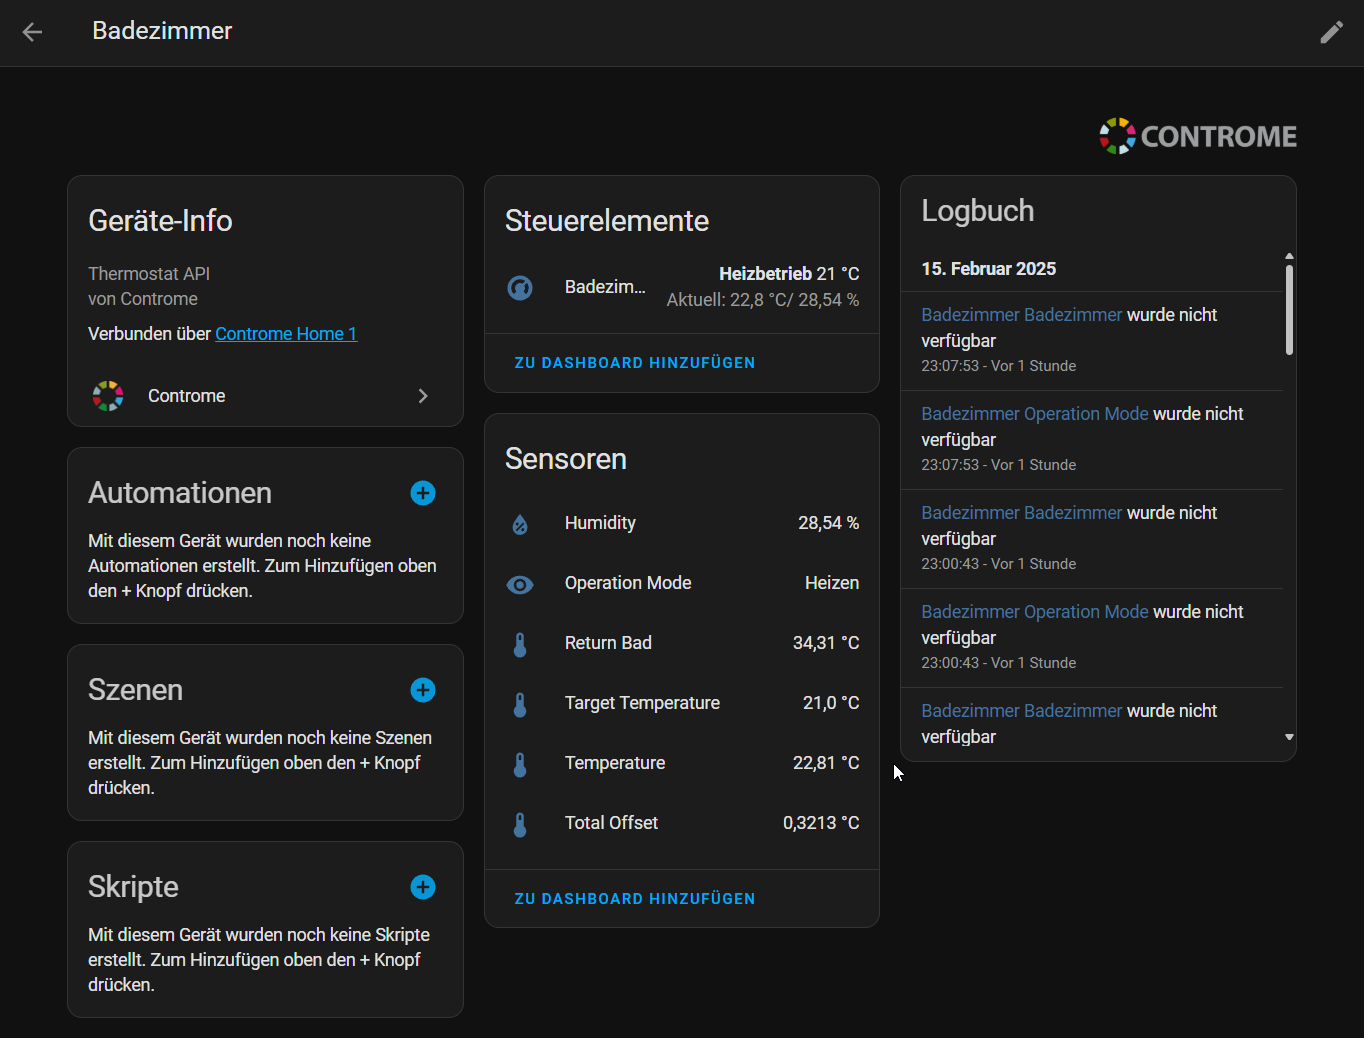 Badezimmer
CONTROME
Geräte-Info
Thermostat API
von Controme
Verbunden über Controme Home 1
Controme
Automationen
Mit diesem Gerät wurden noch keine
Automationen erstellt. Zum Hinzufügen oben
den + Knopf drücken.
Szenen
Mit diesem Gerät wurden noch keine Szenen
erstellt. Zum Hinzufügen oben den + Knopf
drücken.
Skripte
Mit diesem Gerät wurden noch keine Skripte
erstellt. Zum Hinzufügen oben den + Knopf
drücken.
Steuerelemente
Badezim... Heizbetrieb 21 °C
Aktuell: 22,8 °C/ 28,54 %
ZU DASHBOARD HINZUFÜGEN
Sensoren
Humidity 28,54 %
Operation Mode Heizen
Return Bad 34,31 °C
Target Temperature 21,0 °C
Temperature 22,81 °C
Total Offset 0,3213 °C
ZU DASHBOARD HINZUFÜGEN
Logbuch
15. Februar 2025
Badezimmer Badezimmer wurde nicht
verfügbar
23:07:53 - Vor 1 Stunde
Badezimmer Operation Mode wurde nicht
verfügbar
23:07:53 - Vor 1 Stunde
Badezimmer Badezimmer wurde nicht
verfügbar
23:00:43 - Vor 1 Stunde
Badezimmer Operation Mode wurde nicht
verfügbar
23:00:43 - Vor 1 Stunde
Badezimmer Badezimmer wurde nicht
verfügbar